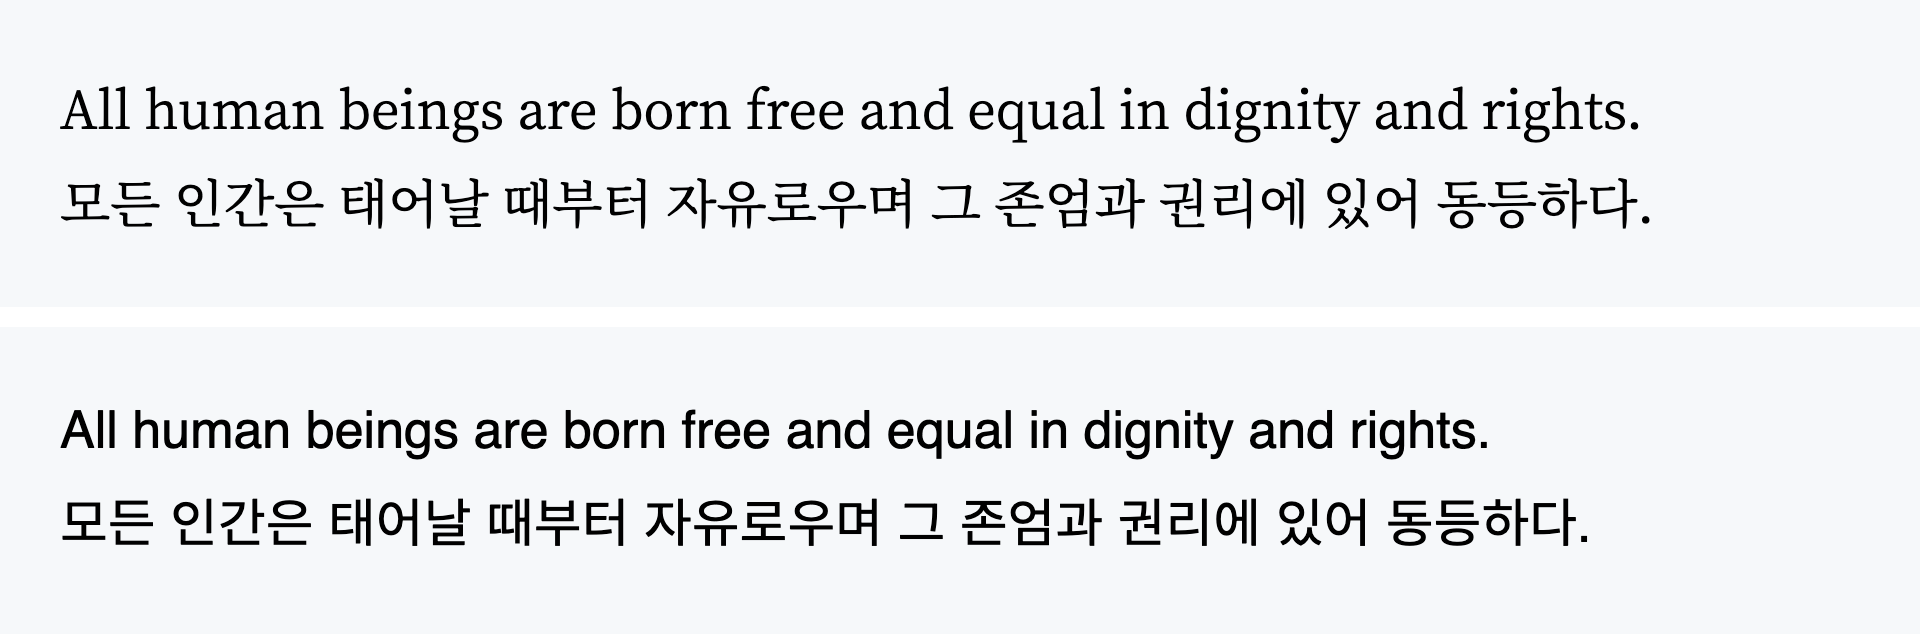 All human beings are born free and equal in dignity and rights.
모든 인간은 태어날 때부터 자유로우며 그 존엄과 권리에 있어 동등하다.
All human beings are born free and equal in dignity and rights.
모든 인간은 태어날 때부터 자유로우며 그 존엄과 권리에 있어 동등하다.